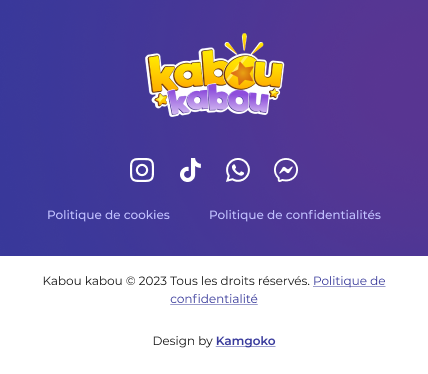 kabou
kabou
Politique de cookies Politique de confidentialités
Kabou kabou © 2023 Tous les droits réservés. Politique de
confidentialité
Design by Kamgoko